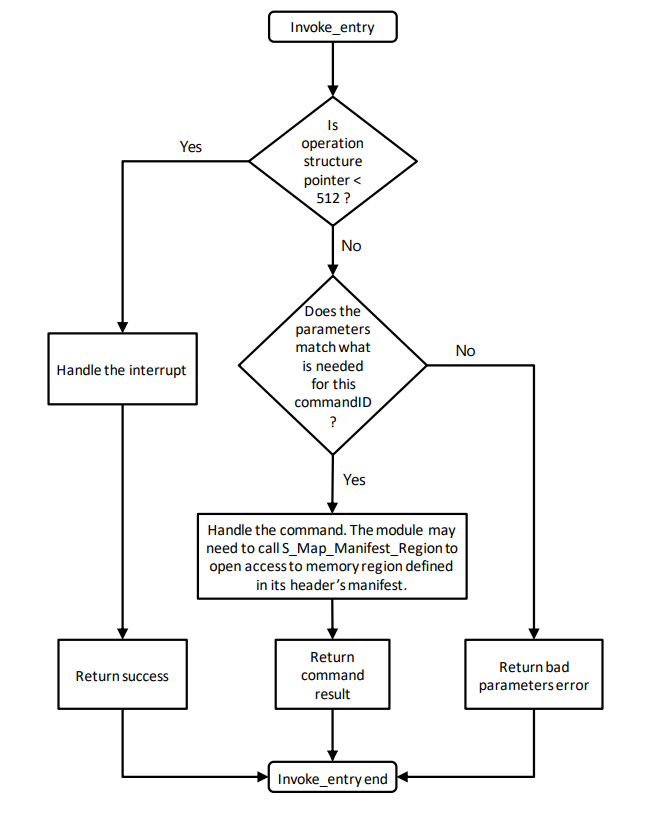 Invoke_entry
Is
operation
structure
pointer <
512 ?
Yes
No
Does the
parameters
match what
is needed
for this
commandID
?
No
Handle the interrupt
Yes
Handle the command. The module may
need to call S_Map_Manifest_Region to
open access to memory region defined
in its header’s manifest.
Return success
Return
command
result
Return bad
parameters error
Invoke_entry end